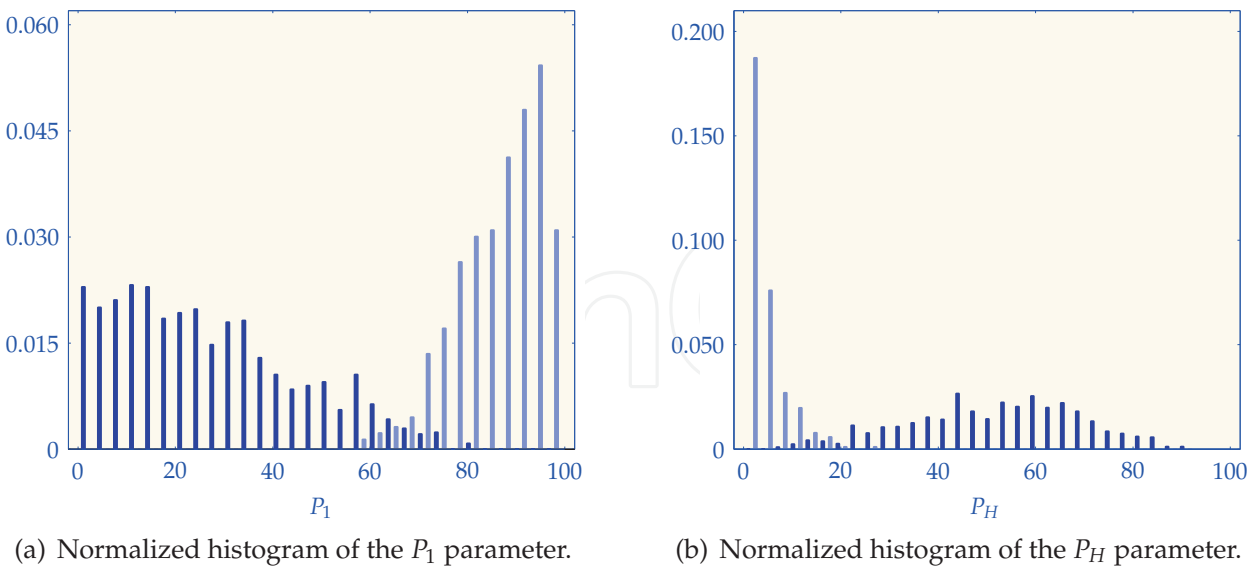 0.060
0.045
0.030
0.015
0
0 20 40 60 80 100
P1
(a) Normalized histogram of the P1 parameter.
0.200
0.150
0.100
0.050
0
0 20 40 60 80 100
PH
(b) Normalized histogram of the PH parameter.